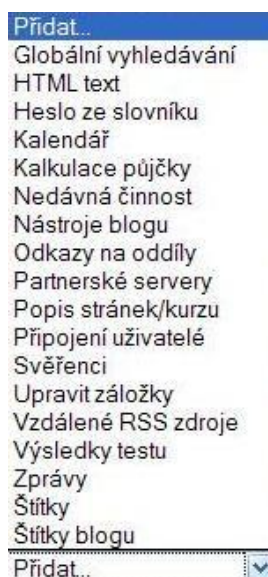 Přidat...
Globální vyhledávání
HTML text
Heslo ze slovníku
Kalendář
Kalkulace půjčky
Nedávná činnost
Nástroje blogu
Odkazy na oddíly
Partnerské servery
Popis stránek/kurzu
Připojení uživatelé
Svěřenci
Upravit záložky
Vzdálené RSS zdroje
Výsledky testu
Zprávy
Štítky
Štítky blogu
Přidat...